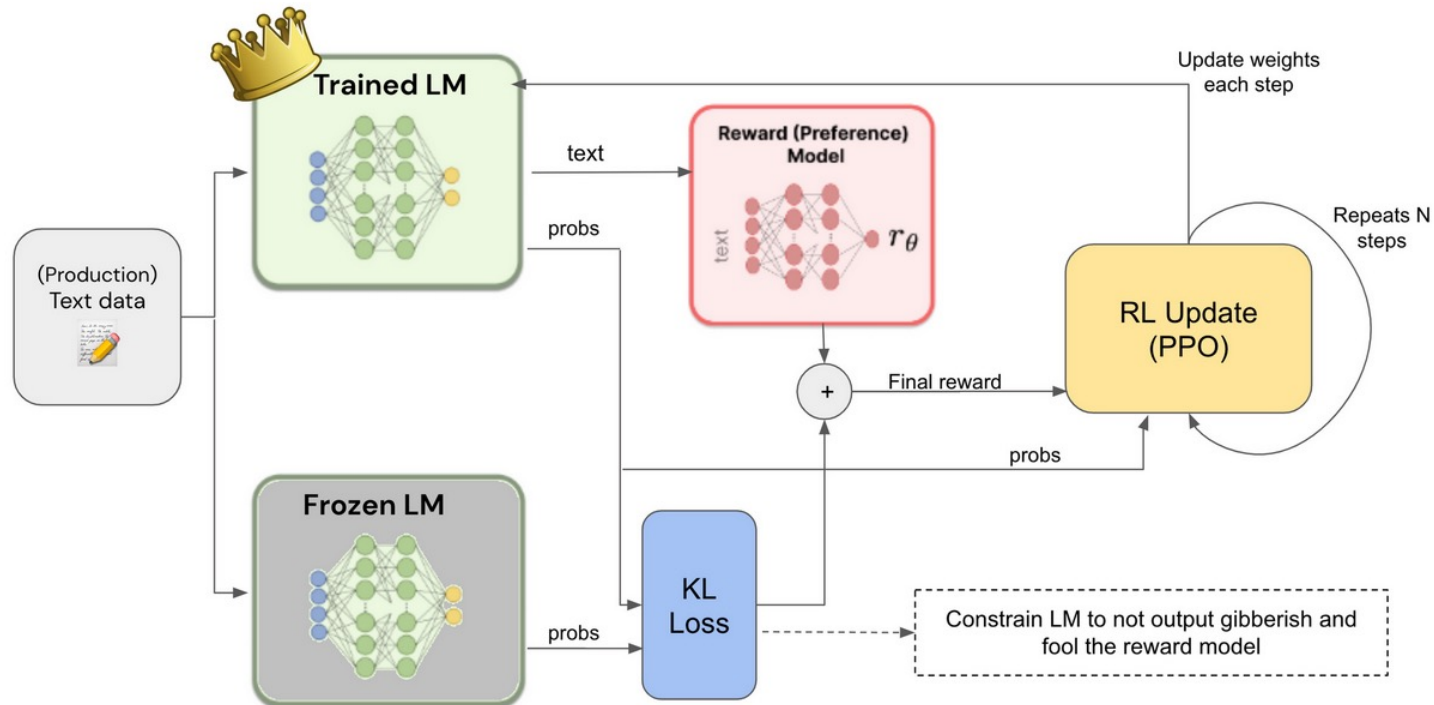 Trained LM
Update weights
each step
Reward (Preference)
Model
text
text
rθ
probs
Repeats N
steps
(Production)
Text data
RL Update
(PPO)
+
Final reward
probs
Frozen LM
KL
Loss
probs
Constrain LM to not output gibberish and
fool the reward model